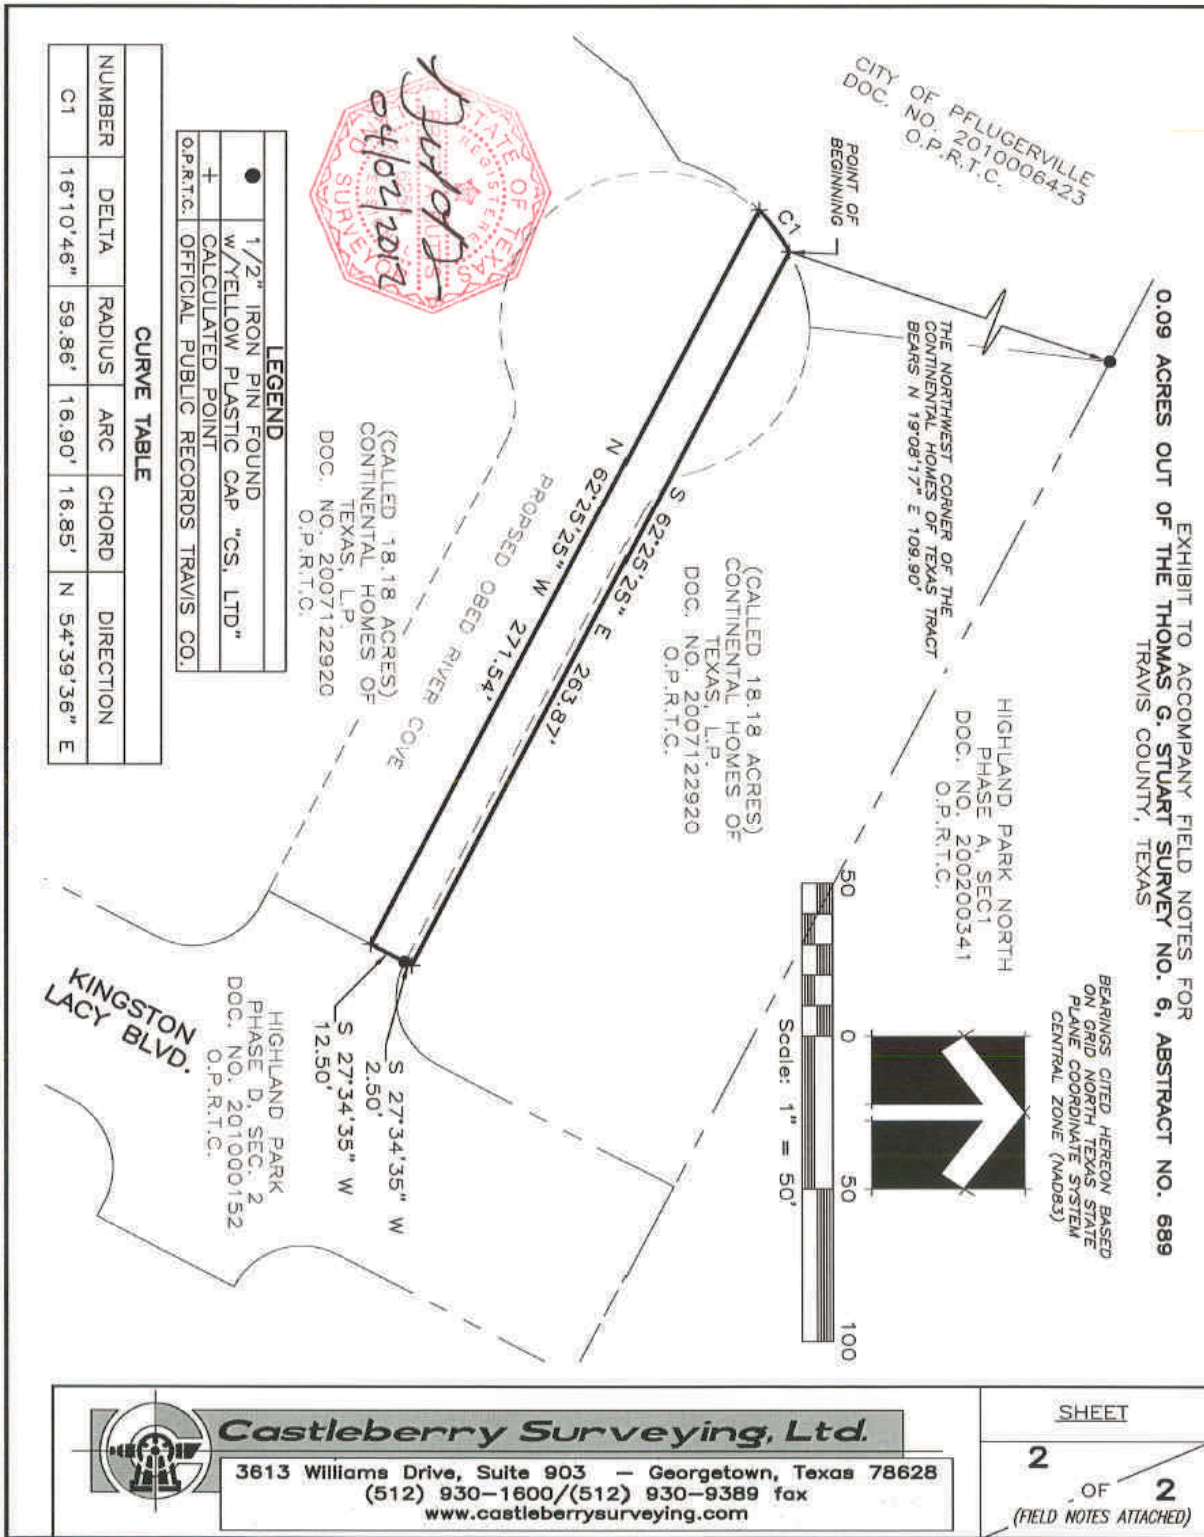 EXHIBIT TO ACCOMPANY FIELD NOTES FOR
0.09 ACRES OUT OF THE THOMAS G. STUART SURVEY NO. 6, ABSTRACT NO. 689
TRAVIS COUNTY, TEXAS
BEARINGS CITED HEREON BASED
ON GRID NORTH TEXAS STATE
PLANE COORDINATE SYSTEM
CENTRAL ZONE (NAD83)
CITY OF PFLUGERVILLE
DOC. NO. 2010006423
O.P.R.T.C.
POINT OF
BEGINNING
C1
THE NORTHWEST CORNER OF THE
CONTINENTAL HOMES OF TEXAS TRACT
BEARS N 19°08'17" E 109.90'
HIGHLAND PARK NORTH
PHASE A, SEC1
DOC. NO. 200200341
O.P.R.T.C.
50 0 50 100
Scale: 1" = 50'
(CALLED 18.18 ACRES)
CONTINENTAL HOMES OF
TEXAS, L.P.
DOC. NO. 2007122920
O.P.R.T.C.
S 62°25'25" E 263.87'
N 62°25'25" W 271.54'
PROPSED OBED RIVER COVE
(CALLED 18.18 ACRES)
CONTINENTAL HOMES OF
TEXAS, L.P.
DOC. NO. 2007122920
O.P.R.T.C.
S 27°34'35" W
2.50'
S 27°34'35" W
12.50'
HIGHLAND PARK
PHASE D, SEC. 2
DOC. NO. 201000152
O.P.R.T.C.
KINGSTON
LACY BLVD.
STATE OF TEXAS
REGISTERED
SURVEYOR
04/02/2012
LEGEND
1/2" IRON PIN FOUND
w/YELLOW PLASTIC CAP "CS, LTD"
CALCULATED POINT
O.P.R.T.C. OFFICIAL PUBLIC RECORDS TRAVIS CO.
CURVE TABLE
NUMBER DELTA RADIUS ARC CHORD DIRECTION
C1 16°10'46" 59.86' 16.90' 16.85' N 54°39'36" E
Castleberry Surveying, Ltd.
3613 Williams Drive, Suite 903 – Georgetown, Texas 78628
(512) 930-1600/(512) 930-9389 fax
www.castleberrysurveying.com
SHEET
2
OF 2
(FIELD NOTES ATTACHED)